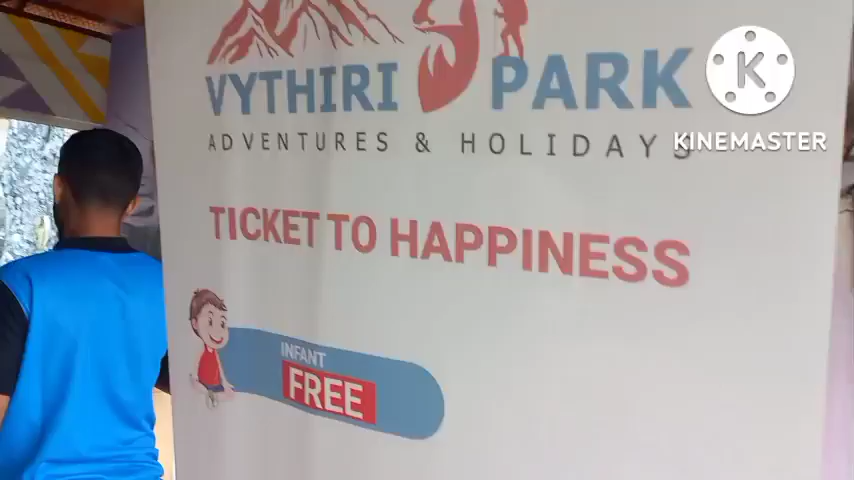 VYTHIRI PARK
ADVENTURES & HOLIDAYS
KINEMASTER
TICKET TO HAPPINESS
INFANT
FREE